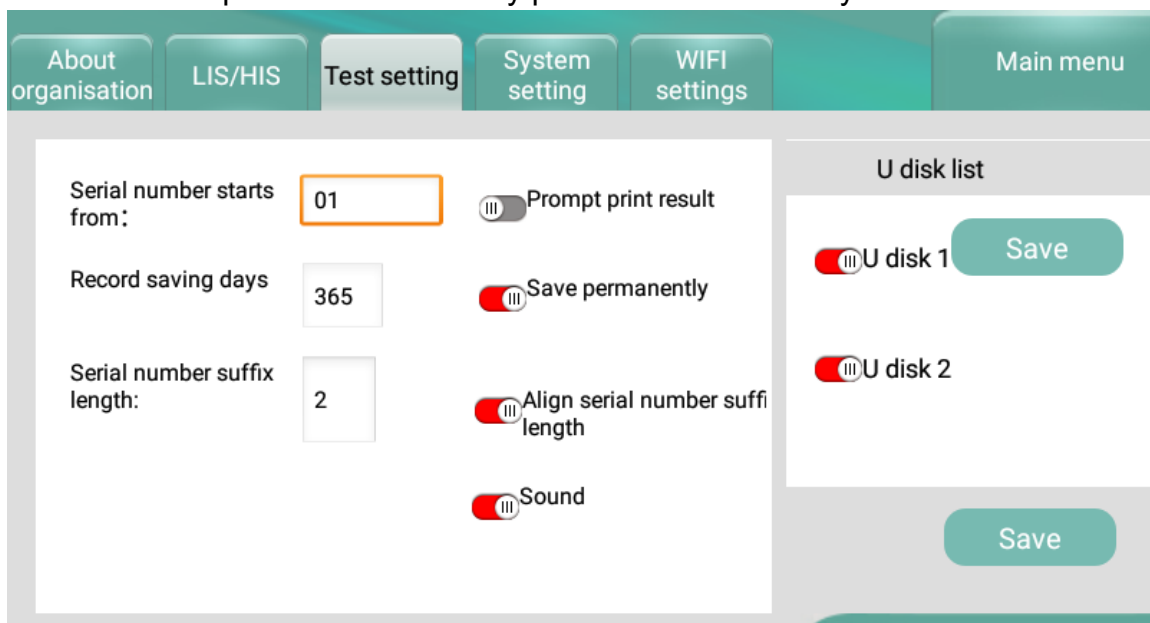 About
organisation
LIS/HIS
Test setting
System
setting
WIFI
settings
Main menu
Serial number starts
from：
01
Prompt print result
Record saving days
365
Save permanently
Serial number suffix
length:
2
Align serial number suffi
length
Sound
U disk list
U disk 1
Save
U disk 2
Save